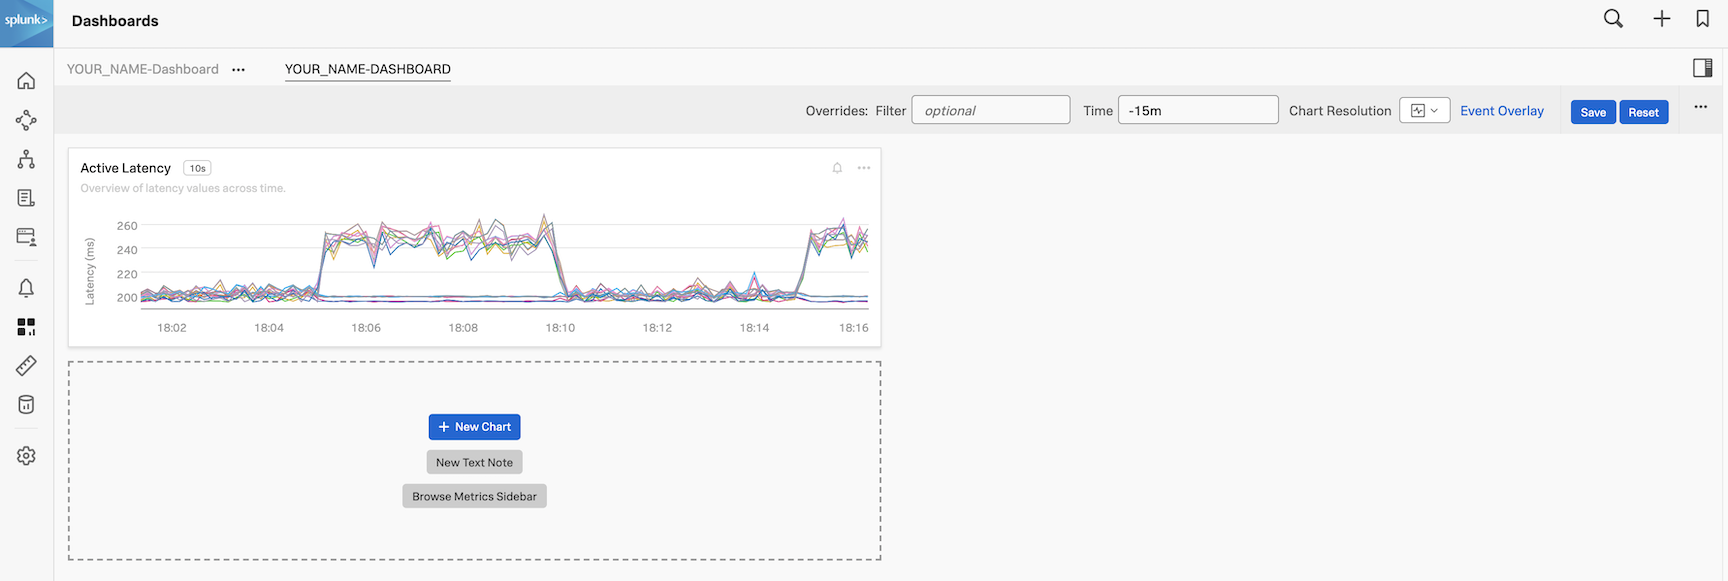 splunk> Dashboards
YOUR_NAME-Dashboard ••• YOUR_NAME-DASHBOARD
Overrides: Filter optional Time -15m Chart Resolution Event Overlay Save Reset •••
Active Latency 10s
Overview of latency values across time.
Latency (ms)
260
240
220
200
18:02 18:04 18:06 18:08 18:10 18:12 18:14 18:16
+ New Chart
New Text Note
Browse Metrics Sidebar